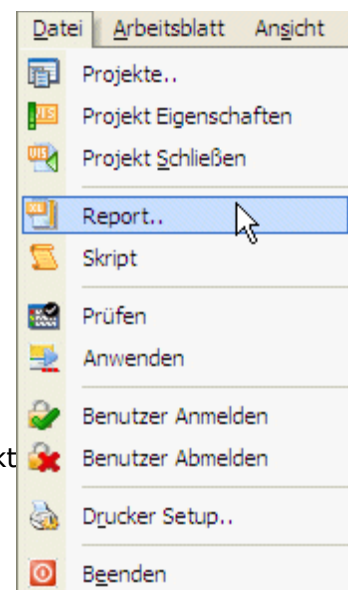 Datei Arbeitsblatt Ansicht
Projekte..
Projekt Eigenschaften
Projekt Schließen
Report..
Skript
Prüfen
Anwenden
Benutzer Anmelden
kt Benutzer Abmelden
Drucker Setup..
Beenden